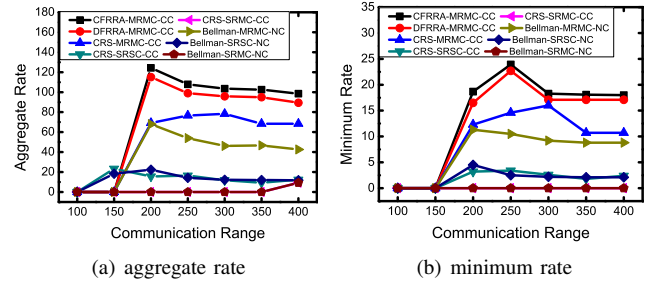 180
160
140
120
100
80
60
40
20
0
Aggregate Rate
CFRRA-MRMC-CC
DFRRA-MRMC-CC
CRS-MRMC-CC
CRS-SRSC-CC
CRS-SRMC-CC
Bellman-MRMC-NC
Bellman-SRSC-NC
Bellman-SRMC-NC
100 150 200 250 300 350 400
Communication Range
(a) aggregate rate
35
30
25
20
15
10
5
0
Minimum Rate
CFRRA-MRMC-CC
DFRRA-MRMC-CC
CRS-MRMC-CC
CRS-SRSC-CC
CRS-SRMC-CC
Bellman-MRMC-NC
Bellman-SRSC-NC
Bellman-SRMC-NC
100 150 200 250 300 350 400
Communication Range
(b) minimum rate